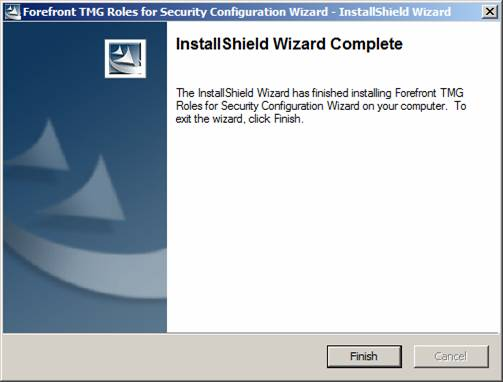 Forefront TMG Roles for Security Configuration Wizard - InstallShield Wizard
InstallShield Wizard Complete
The InstallShield Wizard has finished installing Forefront TMG
Roles for Security Configuration Wizard on your computer. To
exit the wizard, click Finish.
Finish
Cancel